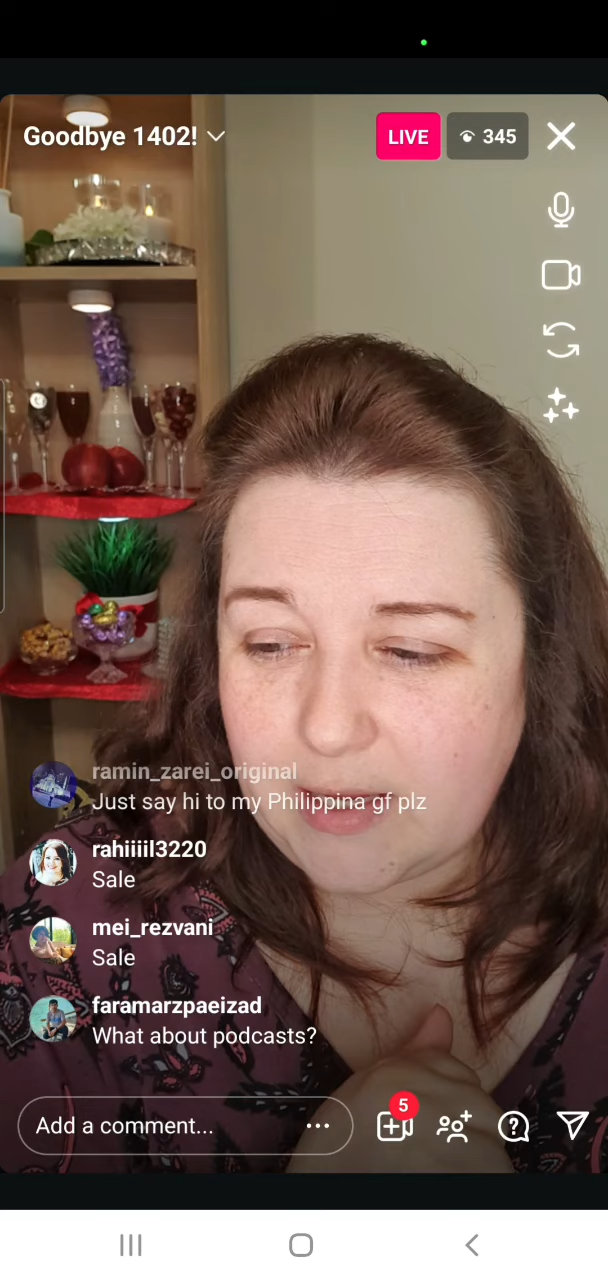 Goodbye 1402!
LIVE
345
ramin_zarei_original
Just say hi to my Philippina gf plz
rahiiiil3220
Sale
mei_rezvani
Sale
faramarzpaeizad
What about podcasts?
5
Add a comment...